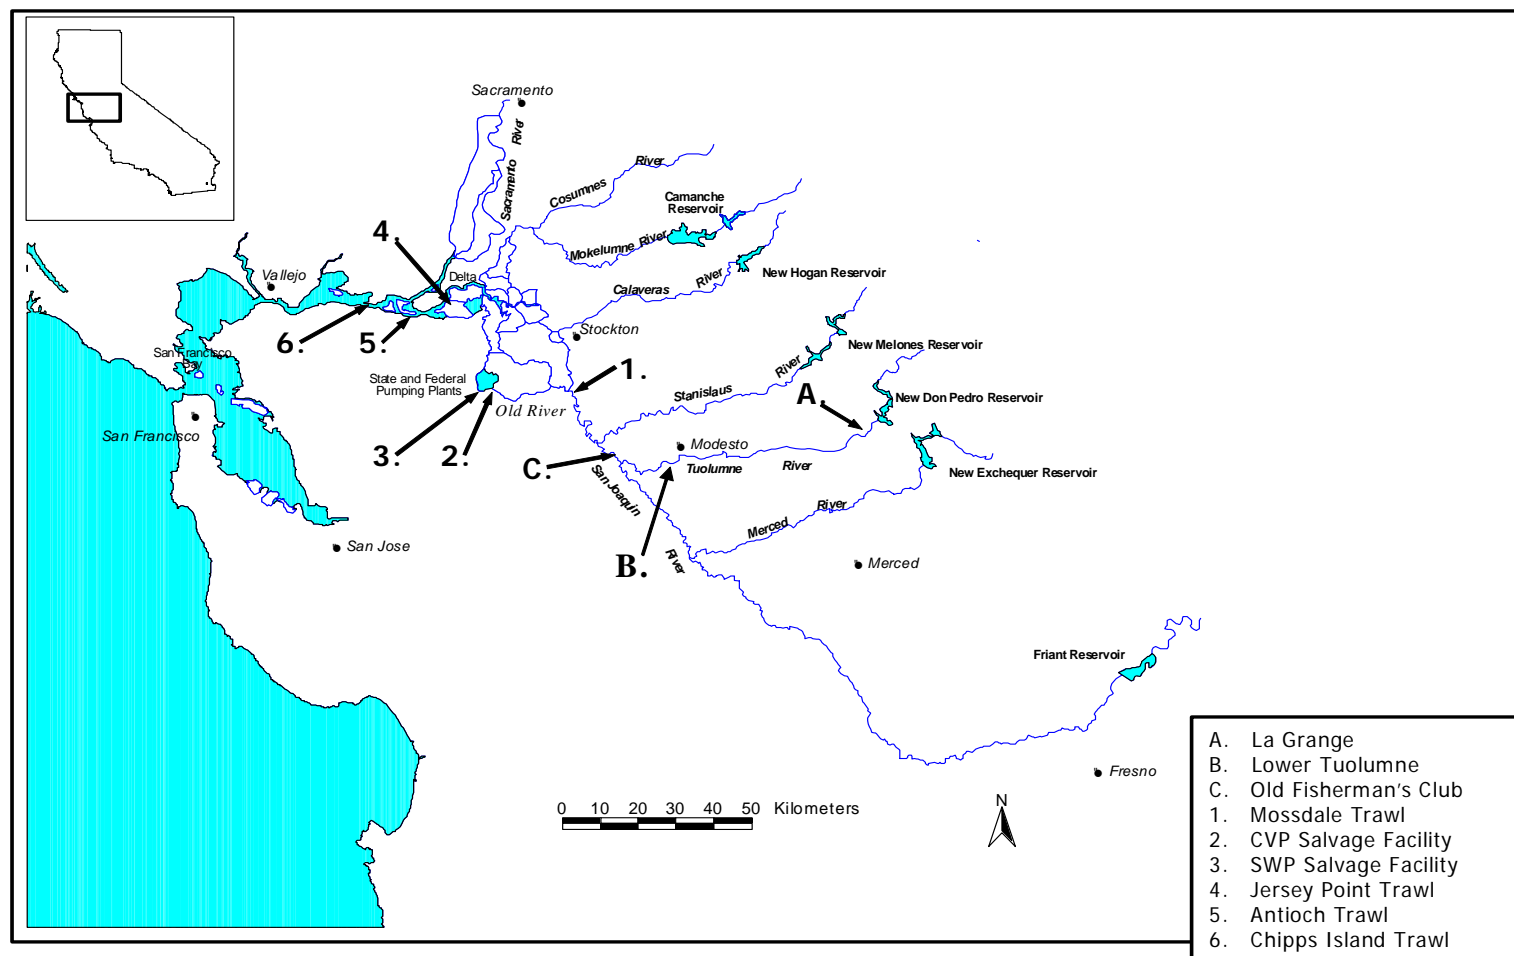 Sacramento
Sacramento River
Cosumnes River
Camanche
Reservoir
Mokelumne River
4.
Delta
Vallejo
New Hogan Reservoir
Calaveras River
6.
5.
Stockton
New Melones Reservoir
San Francisco
Bay
1.
State and Federal
Pumping Plants
Stanislaus River
A.
New Don Pedro Reservoir
Old River
San Francisco
3.
2.
C.
Modesto
Tuolumne River
New Exchequer Reservoir
San Joaquin River
Merced River
San Jose
B.
Merced
Friant Reservoir
Fresno
0 10 20 30 40 50 Kilometers
N
A. La Grange
B. Lower Tuolumne
C. Old Fisherman's Club
1. Mossdale Trawl
2. CVP Salvage Facility
3. SWP Salvage Facility
4. Jersey Point Trawl
5. Antioch Trawl
6. Chipps Island Trawl